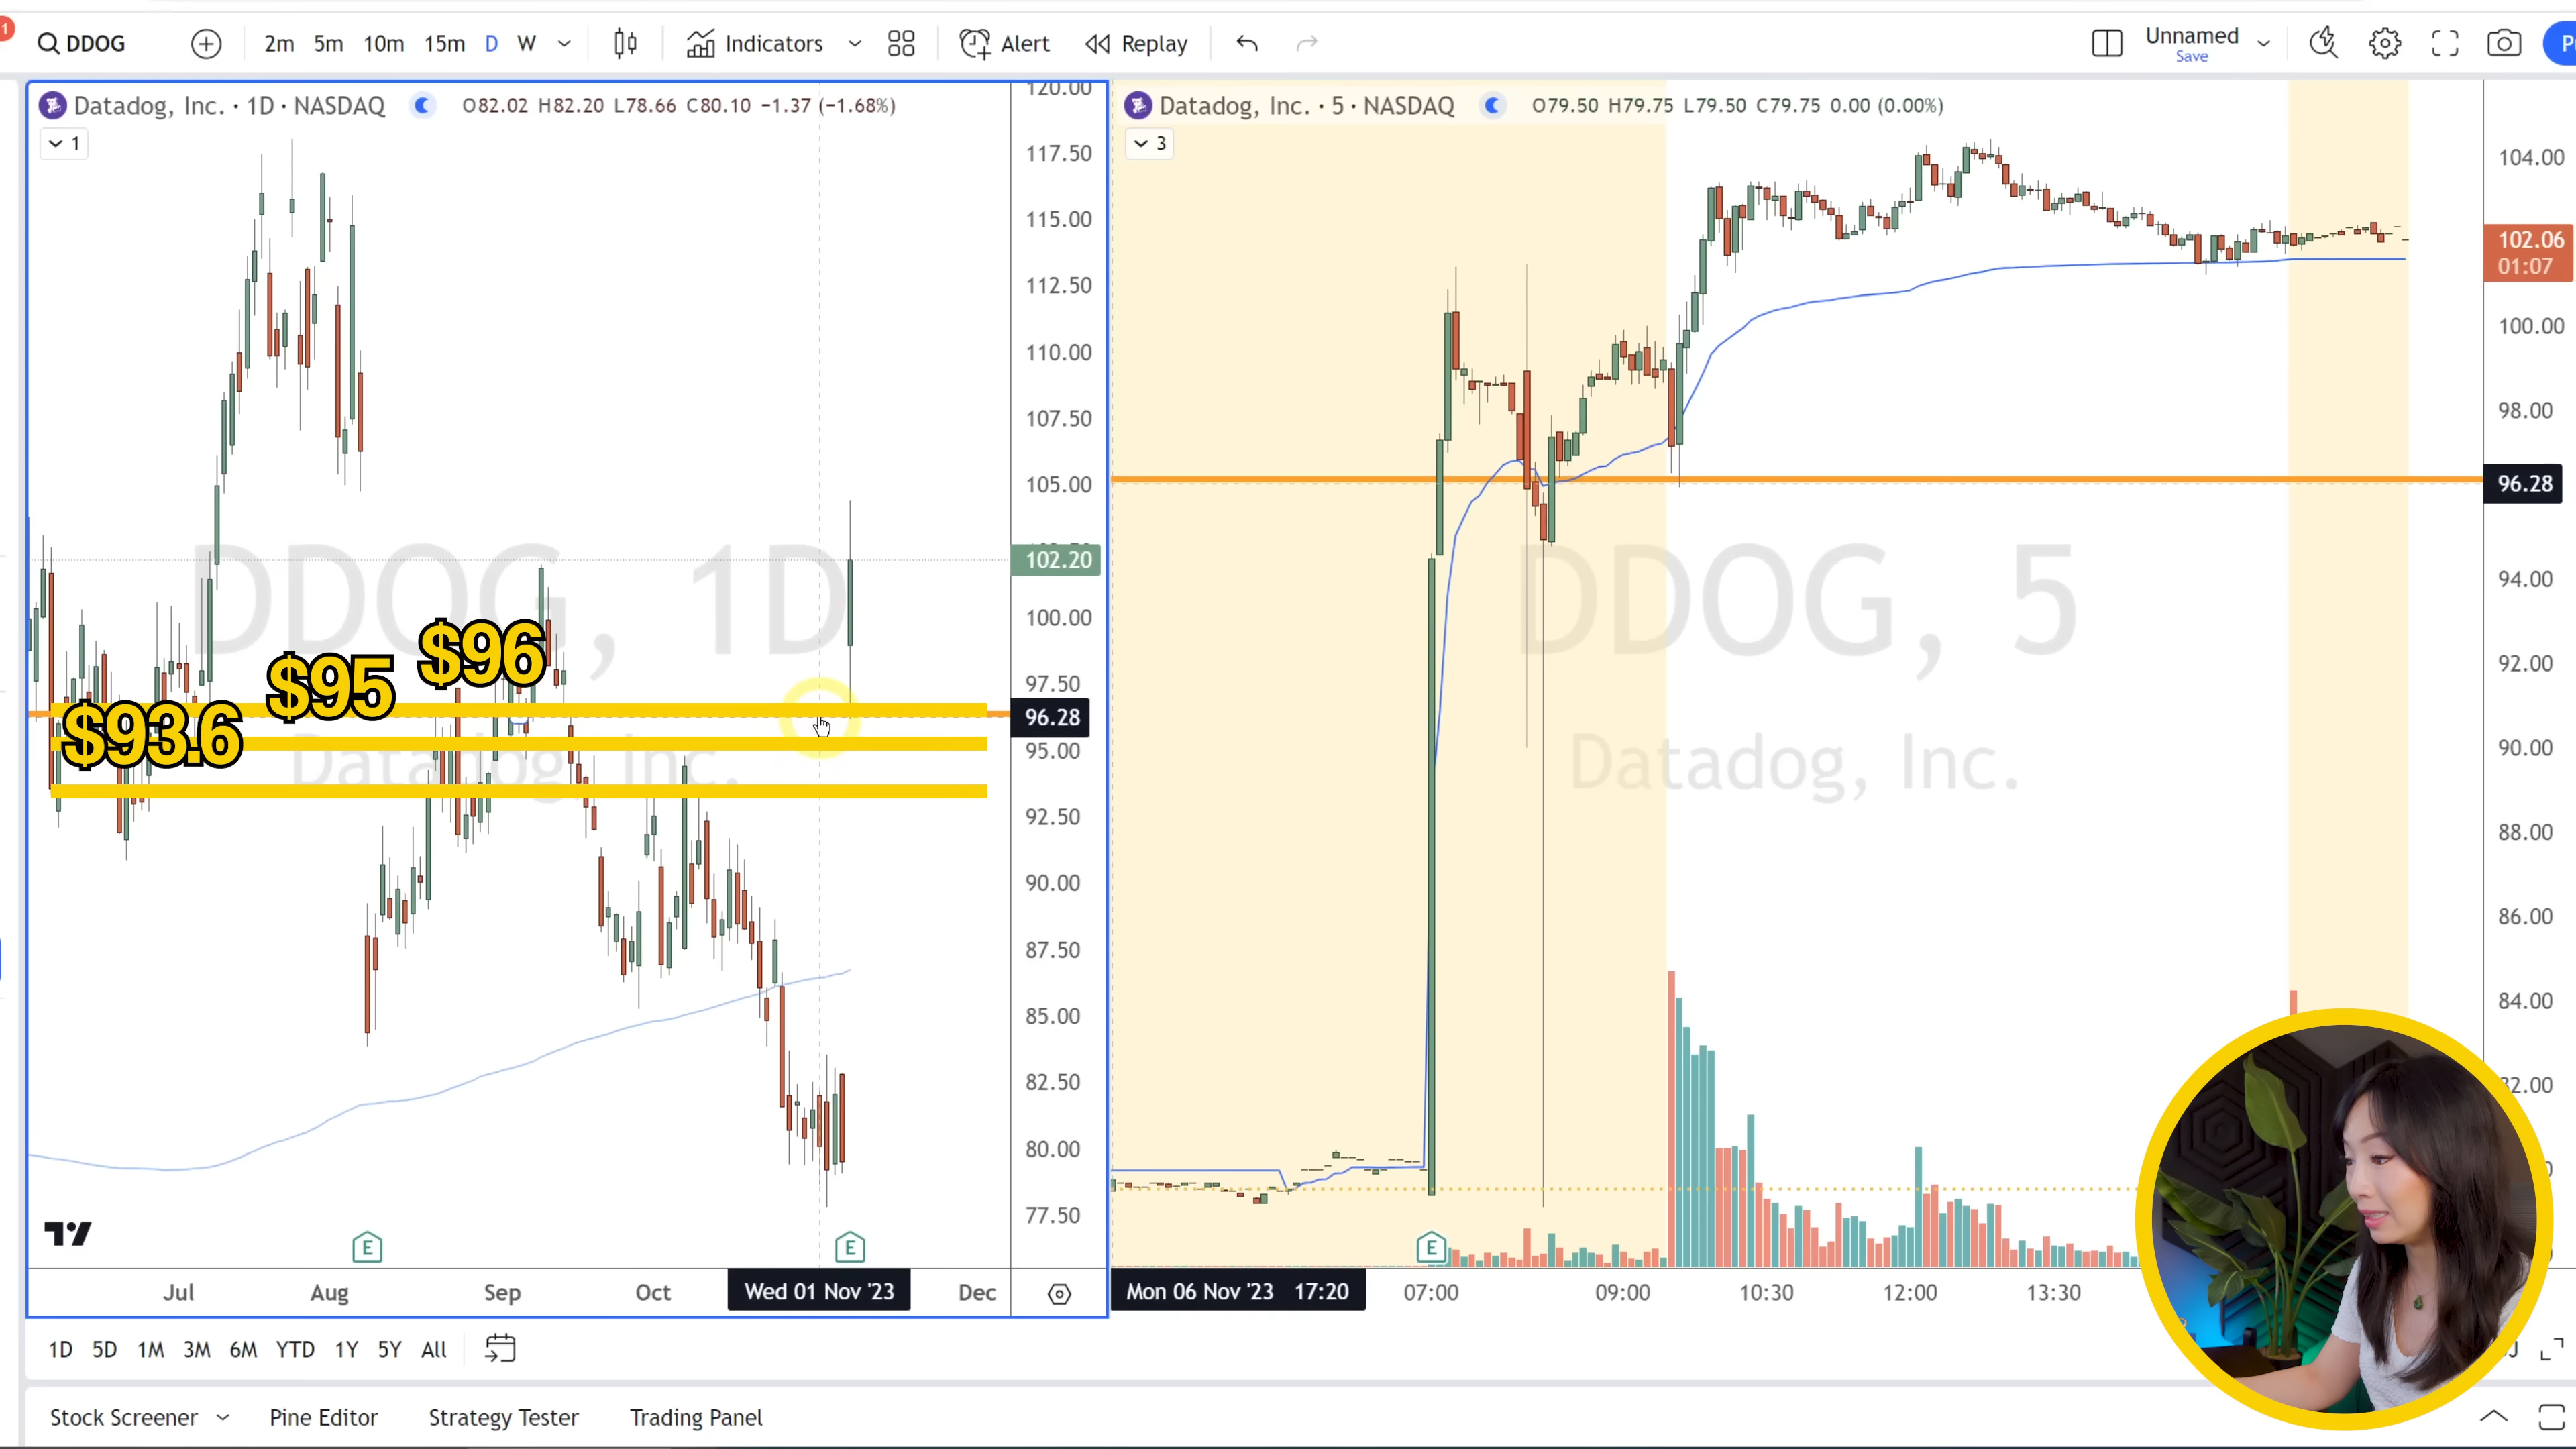 1
DDOG
2m 5m 10m 15m D W
Indicators
Alert
Replay
Unnamed
Save
Datadog, Inc. · 1D · NASDAQ
O82.02 H82.20 L78.66 C80.10 −1.37 (−1.68%)
1
120.00
117.50
115.00
112.50
110.00
107.50
105.00
102.20
100.00
97.50
96.28
95.00
92.50
90.00
87.50
85.00
82.50
80.00
77.50
DDOG, 1D
Datadog, Inc.
$96
$95
$93.6
E
E
Jul Aug Sep Oct Wed 01 Nov '23 Dec
Datadog, Inc. · 5 · NASDAQ
O79.50 H79.75 L79.50 C79.75 0.00 (0.00%)
3
104.00
102.06
01:07
100.00
98.00
96.28
94.00
92.00
90.00
88.00
86.00
84.00
DDOG, 5
Datadog, Inc.
E
Mon 06 Nov '23 17:20 07:00 09:00 10:30 12:00 13:30
1D 5D 1M 3M 6M YTD 1Y 5Y All
Stock Screener Pine Editor Strategy Tester Trading Panel